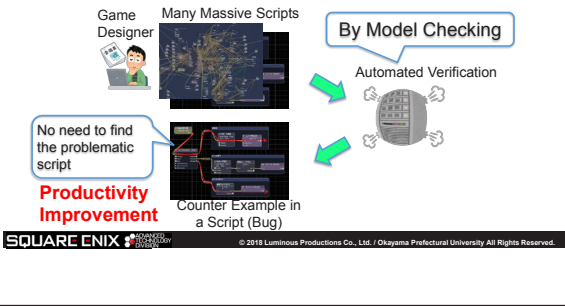 Game
Designer
Many Massive Scripts
By Model Checking
Automated Verification
No need to find
the problematic
script
Productivity
Improvement
Counter Example in
a Script (Bug)
SQUARE ENIX ADVANCED
TECHNOLOGY
DIVISION
© 2018 Luminous Productions Co., Ltd. / Okayama Prefectural University All Rights Reserved.